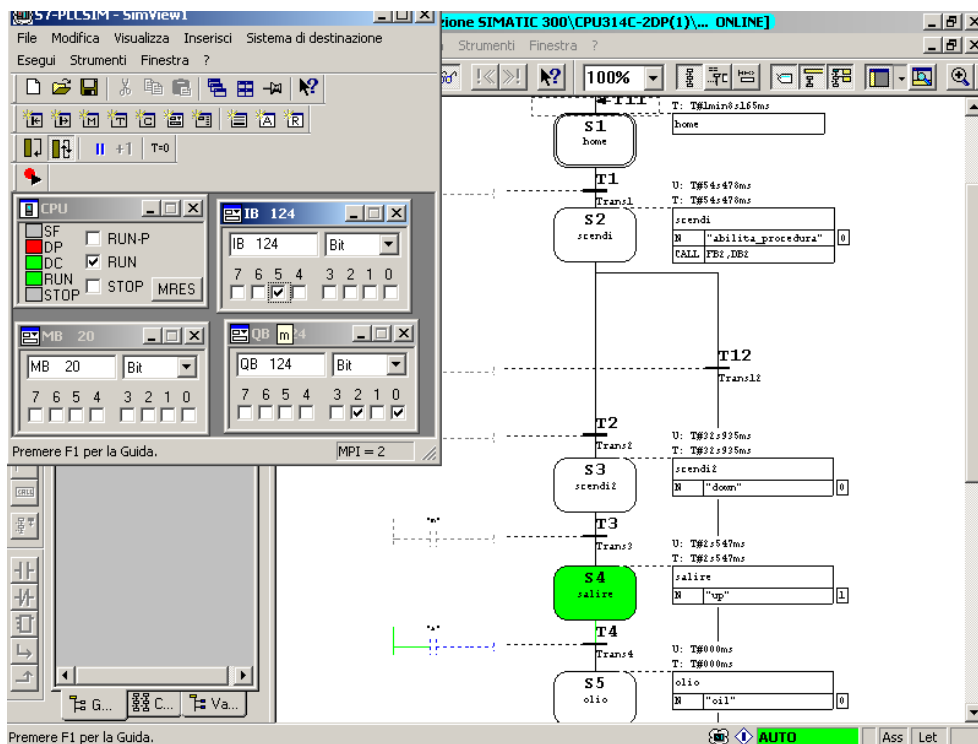 S7-PLCSIM - SimView1
File Modifica Visualizza Inserisci Sistema di destinazione
Esegui Strumenti Finestra ?
+1 T=0
CPU
SF
DP
DC
RUN
STOP
RUN-P
RUN
STOP
MRES
IB 124
IB 124 Bit
7 6 5 4 3 2 1 0
MB 20
MB 20 Bit
7 6 5 4 3 2 1 0
QB m 24
QB 124 Bit
7 6 5 4 3 2 1 0
Premere F1 per la Guida. MPI = 2
zione SIMATIC 300\CPU314C-2DP(1)\... ONLINE]
Strumenti Finestra ?
100%
T11
T: T#1min8s165ms
S1
home
home
T1
Trans1
U: T#54s478ms
T: T#54s478ms
S2
scendi
scendi
N "abilita_procedura" 0
CALL FB2,DB2
T12
Trans12
T2
Trans2
U: T#32s935ms
T: T#32s935ms
S3
scendi2
scendi2
N "down" 0
T3
Trans3
U: T#2s547ms
T: T#2s547ms
S4
salire
salire
N "up" 1
T4
Trans4
U: T#000ms
T: T#000ms
S5
olio
olio
N "oil" 0
CALL
G... C... Va...
Premere F1 per la Guida. AUTO Ass Let